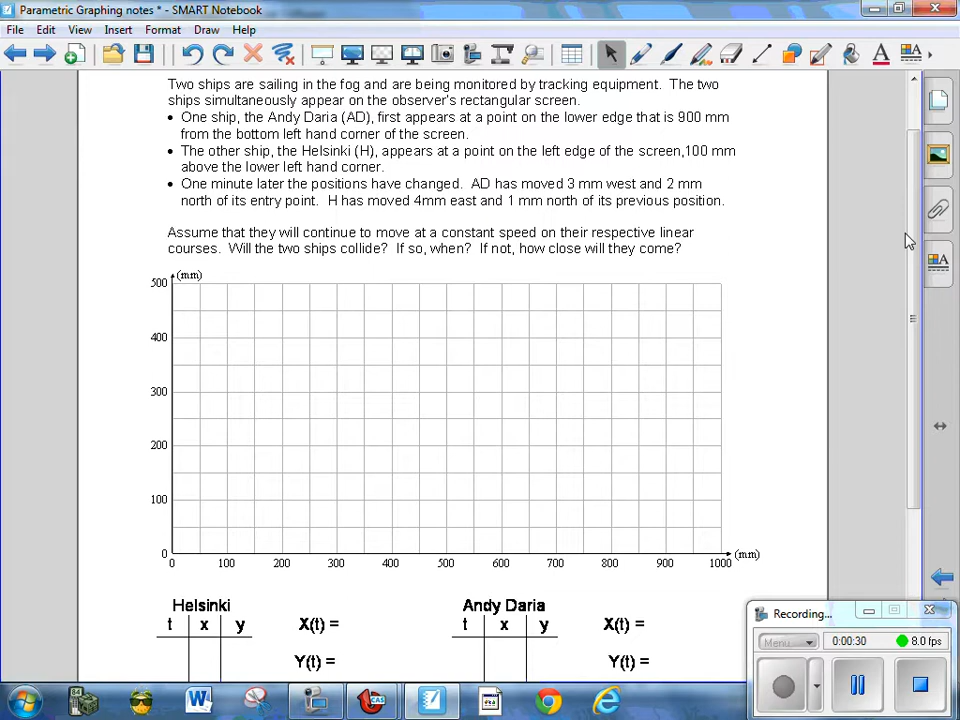 Parametric Graphing notes * - SMART Notebook
File Edit View Insert Format Draw Help
Two ships are sailing in the fog and are being monitored by tracking equipment. The two
ships simultaneously appear on the observer's rectangular screen.
• One ship, the Andy Daria (AD), first appears at a point on the lower edge that is 900 mm
from the bottom left hand corner of the screen.
• The other ship, the Helsinki (H), appears at a point on the left edge of the screen,100 mm
above the lower left hand corner.
• One minute later the positions have changed. AD has moved 3 mm west and 2 mm
north of its entry point. H has moved 4mm east and 1 mm north of its previous position.
Assume that they will continue to move at a constant speed on their respective linear
courses. Will the two ships collide? If so, when? If not, how close will they come?
(mm)
500
400
300
200
100
0
(mm)
0 100 200 300 400 500 600 700 800 900 1000
Helsinki Andy Daria
t x y X(t) = t x y X(t) =
Y(t) = Y(t) =
Recording...
Menu 0:00:30 8.0 fps
84 CAS W